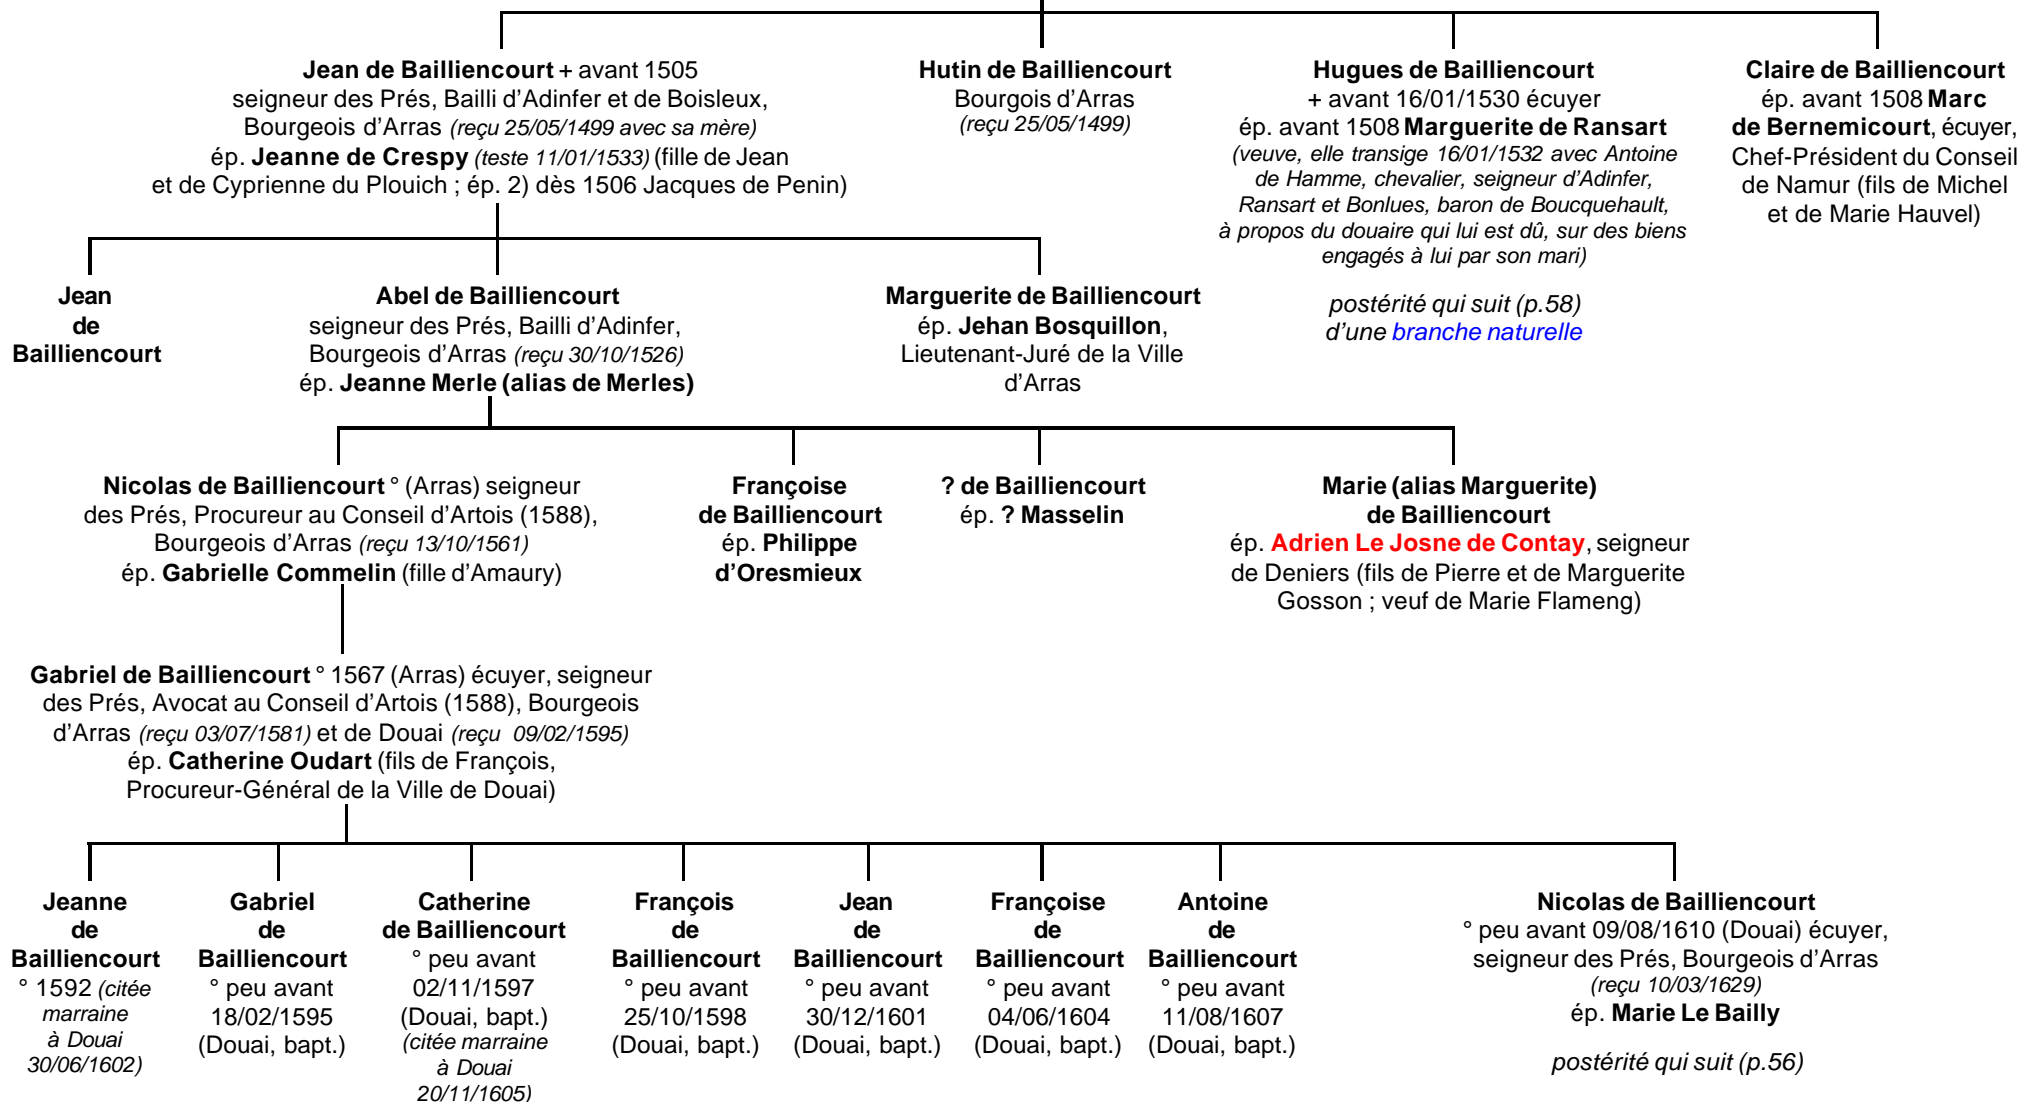 Jean de Bailliencourt + avant 1505
seigneur des Prés, Bailli d'Adinfer et de Boisleux,
Bourgeois d'Arras (reçu 25/05/1499 avec sa mère)
ép. Jeanne de Crespy (teste 11/01/1533) (fille de Jean
et de Cyprienne du Plouich ; ép. 2) dès 1506 Jacques de Penin)
Hutin de Bailliencourt
Bourgois d'Arras
(reçu 25/05/1499)
Hugues de Bailliencourt
+ avant 16/01/1530 écuyer
ép. avant 1508 Marguerite de Ransart
(veuve, elle transige 16/01/1532 avec Antoine
de Hamme, chevalier, seigneur d'Adinfer,
Ransart et Bonlues, baron de Boucquehault,
à propos du douaire qui lui est dû, sur des biens
engagés à lui par son mari)
postérité qui suit (p.58)
d'une branche naturelle
Claire de Bailliencourt
ép. avant 1508 Marc
de Bernemicourt, écuyer,
Chef-Président du Conseil
de Namur (fils de Michel
et de Marie Hauvel)
Jean
de
Bailliencourt
Abel de Bailliencourt
seigneur des Prés, Bailli d'Adinfer,
Bourgeois d'Arras (reçu 30/10/1526)
ép. Jeanne Merle (alias de Merles)
Marguerite de Bailliencourt
ép. Jehan Bosquillon,
Lieutenant-Juré de la Ville
d'Arras
Nicolas de Bailliencourt ° (Arras) seigneur
des Prés, Procureur au Conseil d'Artois (1588),
Bourgeois d'Arras (reçu 13/10/1561)
ép. Gabrielle Commelin (fille d'Amaury)
Françoise
de Bailliencourt
ép. Philippe
d'Oresmieux
? de Bailliencourt
ép. ? Masselin
Marie (alias Marguerite)
de Bailliencourt
ép. Adrien Le Josne de Contay, seigneur
de Deniers (fils de Pierre et de Marguerite
Gosson ; veuf de Marie Flameng)
Gabriel de Bailliencourt ° 1567 (Arras) écuyer, seigneur
des Prés, Avocat au Conseil d'Artois (1588), Bourgeois
d'Arras (reçu 03/07/1581) et de Douai (reçu 09/02/1595)
ép. Catherine Oudart (fils de François,
Procureur-Général de la Ville de Douai)
Jeanne
de
Bailliencourt
° 1592 (citée
marraine
à Douai
30/06/1602)
Gabriel
de
Bailliencourt
° peu avant
18/02/1595
(Douai, bapt.)
Catherine
de Bailliencourt
° peu avant
02/11/1597
(Douai, bapt.)
(citée marraine
à Douai
20/11/1605)
François
de
Bailliencourt
° peu avant
25/10/1598
(Douai, bapt.)
Jean
de
Bailliencourt
° peu avant
30/12/1601
(Douai, bapt.)
Françoise
de
Bailliencourt
° peu avant
04/06/1604
(Douai, bapt.)
Antoine
de
Bailliencourt
° peu avant
11/08/1607
(Douai, bapt.)
Nicolas de Bailliencourt
° peu avant 09/08/1610 (Douai) écuyer,
seigneur des Prés, Bourgeois d'Arras
(reçu 10/03/1629)
ép. Marie Le Bailly
postérité qui suit (p.56)